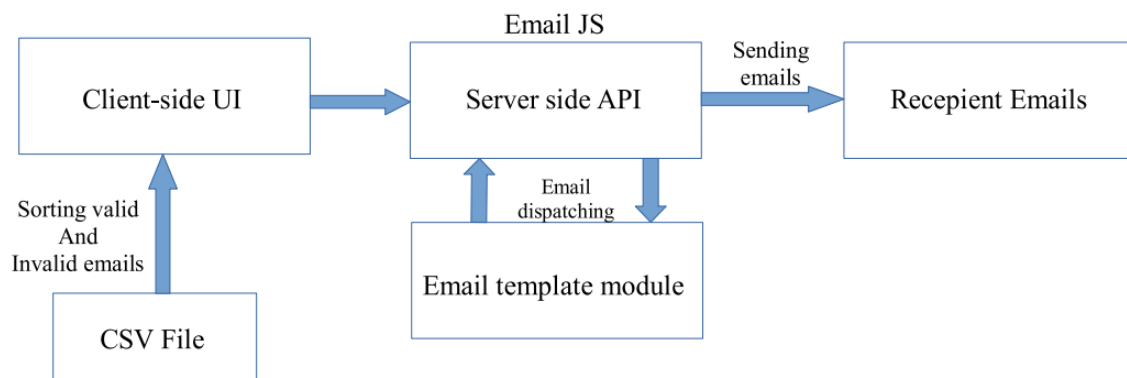 Email JS
Client-side UI
Server side API
Sending
emails
Recepient Emails
Sorting valid
And
Invalid emails
Email
dispatching
Email template module
CSV File